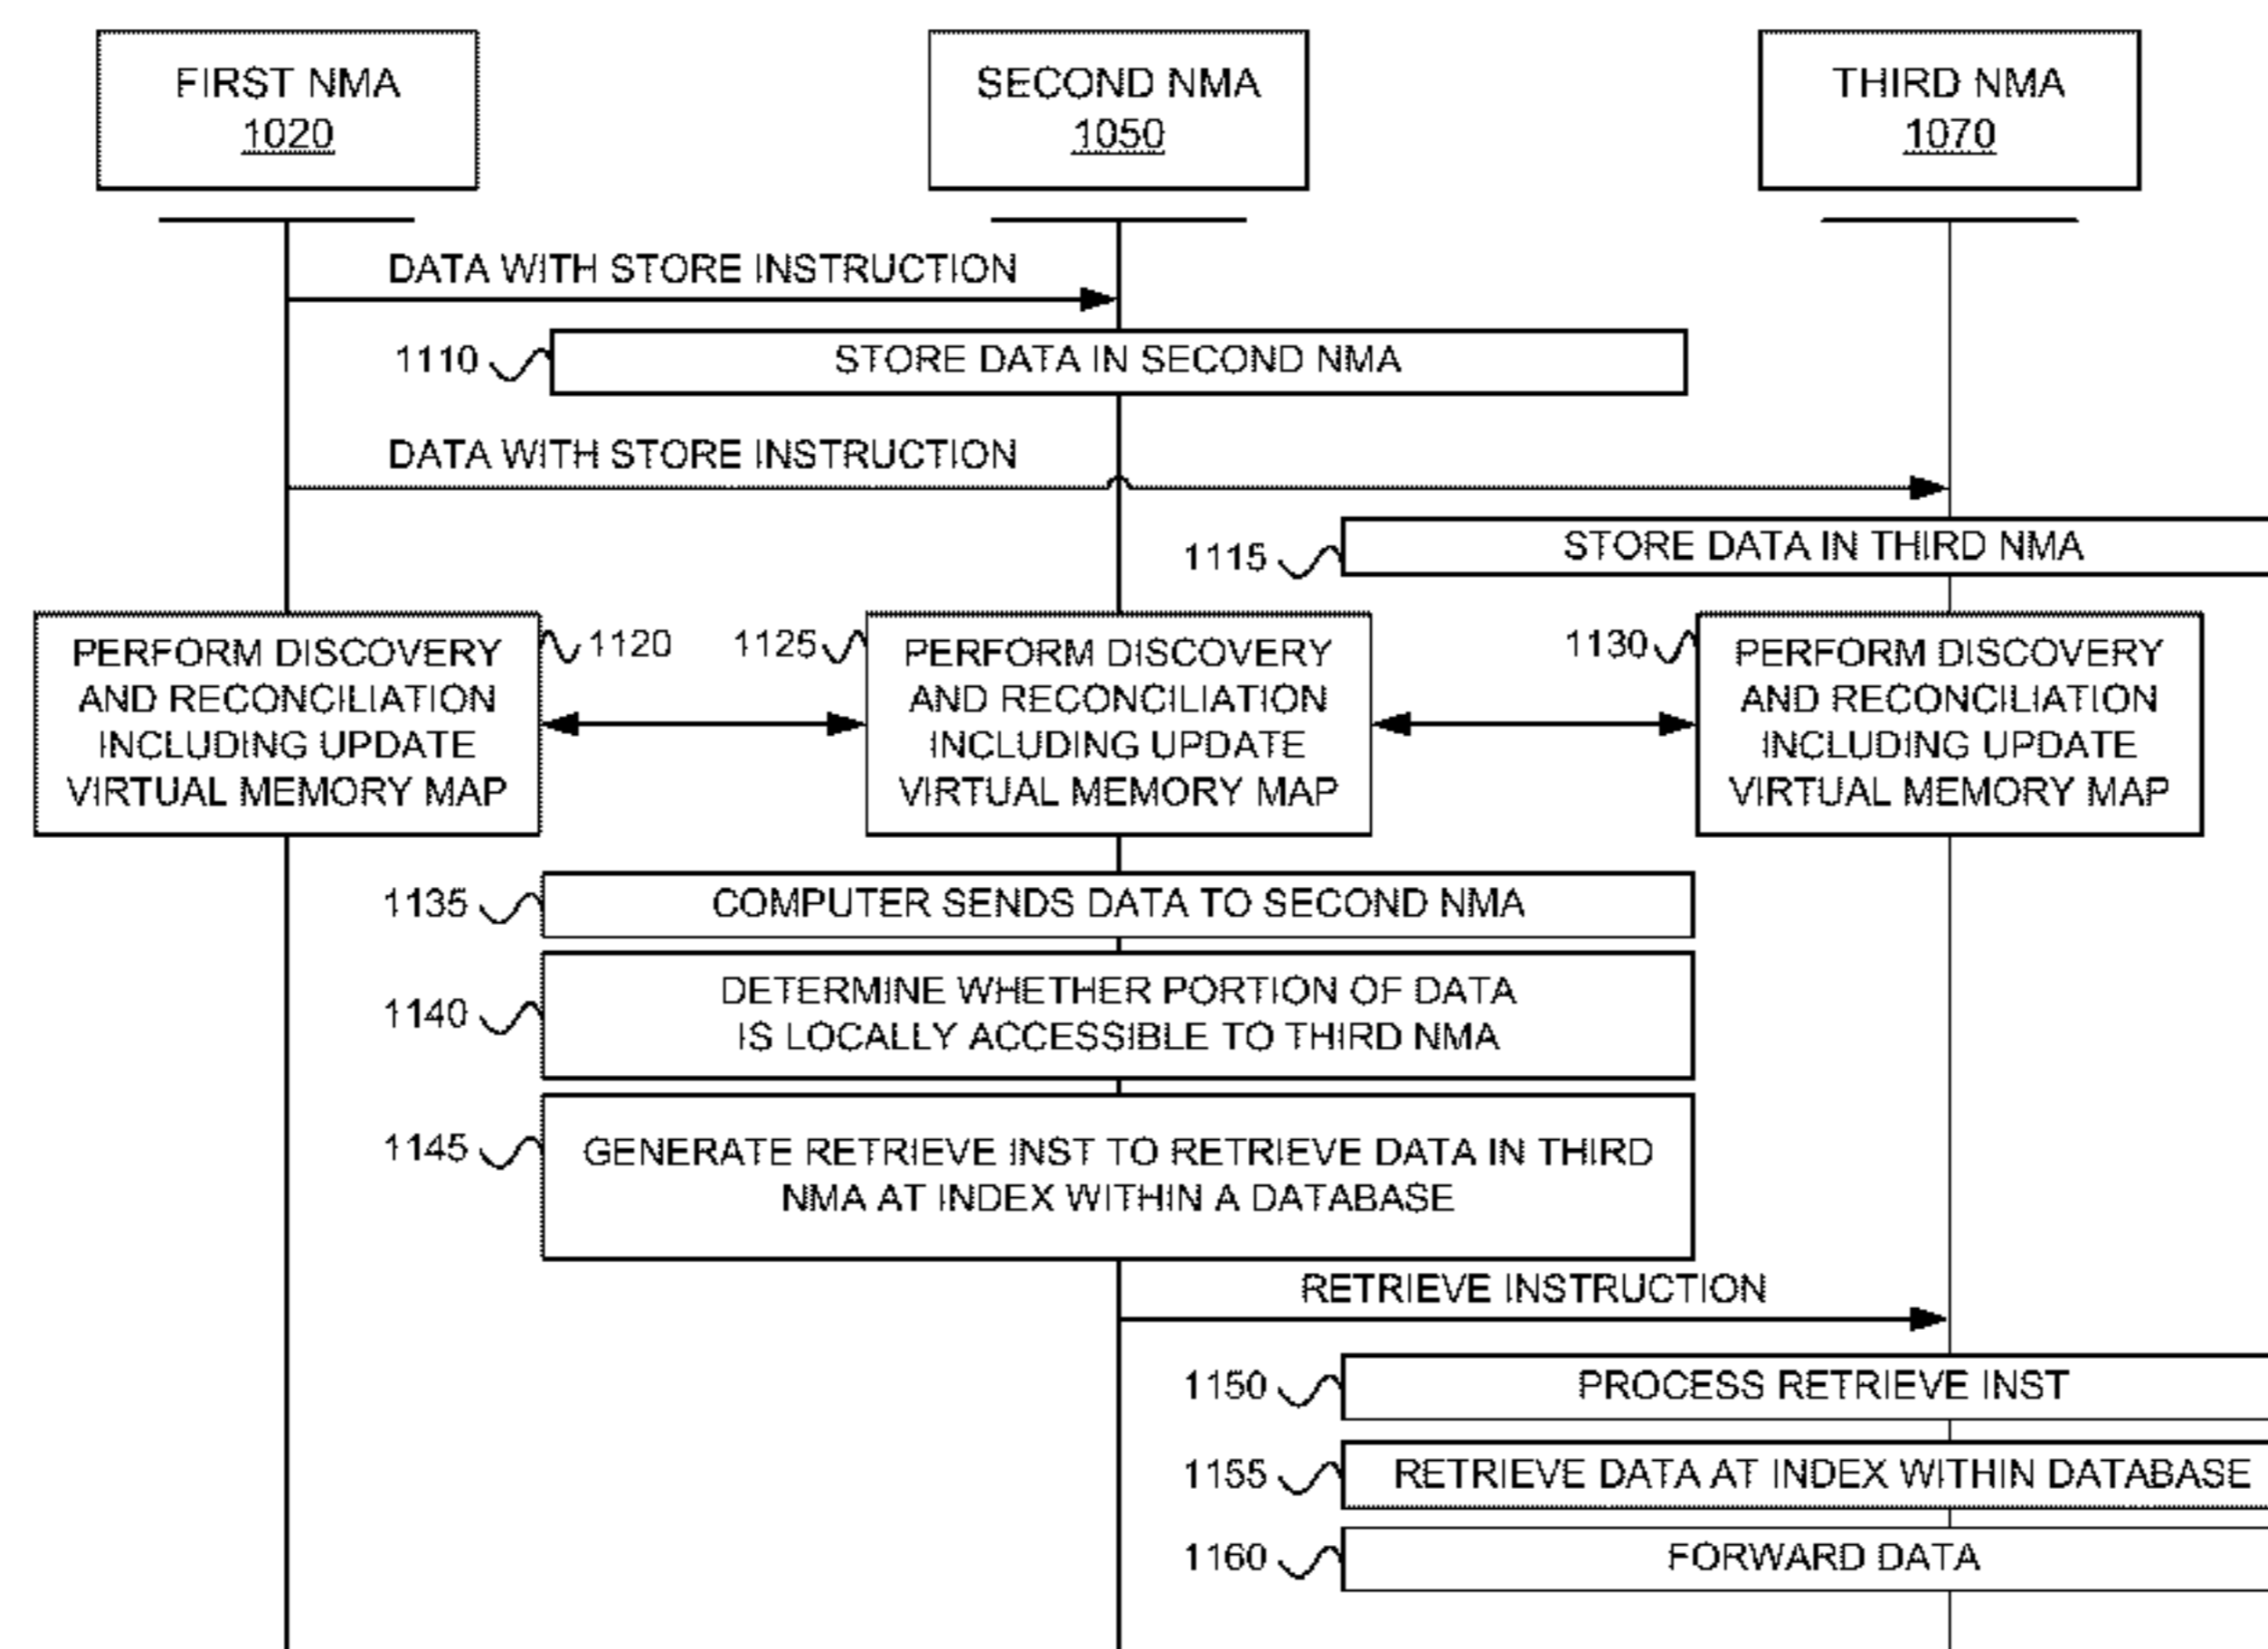 FIRST NMA
1020
SECOND NMA
1050
THIRD NMA
1070
DATA WITH STORE INSTRUCTION
1110
STORE DATA IN SECOND NMA
DATA WITH STORE INSTRUCTION
1115
STORE DATA IN THIRD NMA
PERFORM DISCOVERY
AND RECONCILIATION
INCLUDING UPDATE
VIRTUAL MEMORY MAP
1120
1125
PERFORM DISCOVERY
AND RECONCILIATION
INCLUDING UPDATE
VIRTUAL MEMORY MAP
1130
PERFORM DISCOVERY
AND RECONCILIATION
INCLUDING UPDATE
VIRTUAL MEMORY MAP
1135
COMPUTER SENDS DATA TO SECOND NMA
1140
DETERMINE WHETHER PORTION OF DATA
IS LOCALLY ACCESSIBLE TO THIRD NMA
1145
GENERATE RETRIEVE INST TO RETRIEVE DATA IN THIRD
NMA AT INDEX WITHIN A DATABASE
RETRIEVE INSTRUCTION
1150
PROCESS RETRIEVE INST
1155
RETRIEVE DATA AT INDEX WITHIN DATABASE
1160
FORWARD DATA